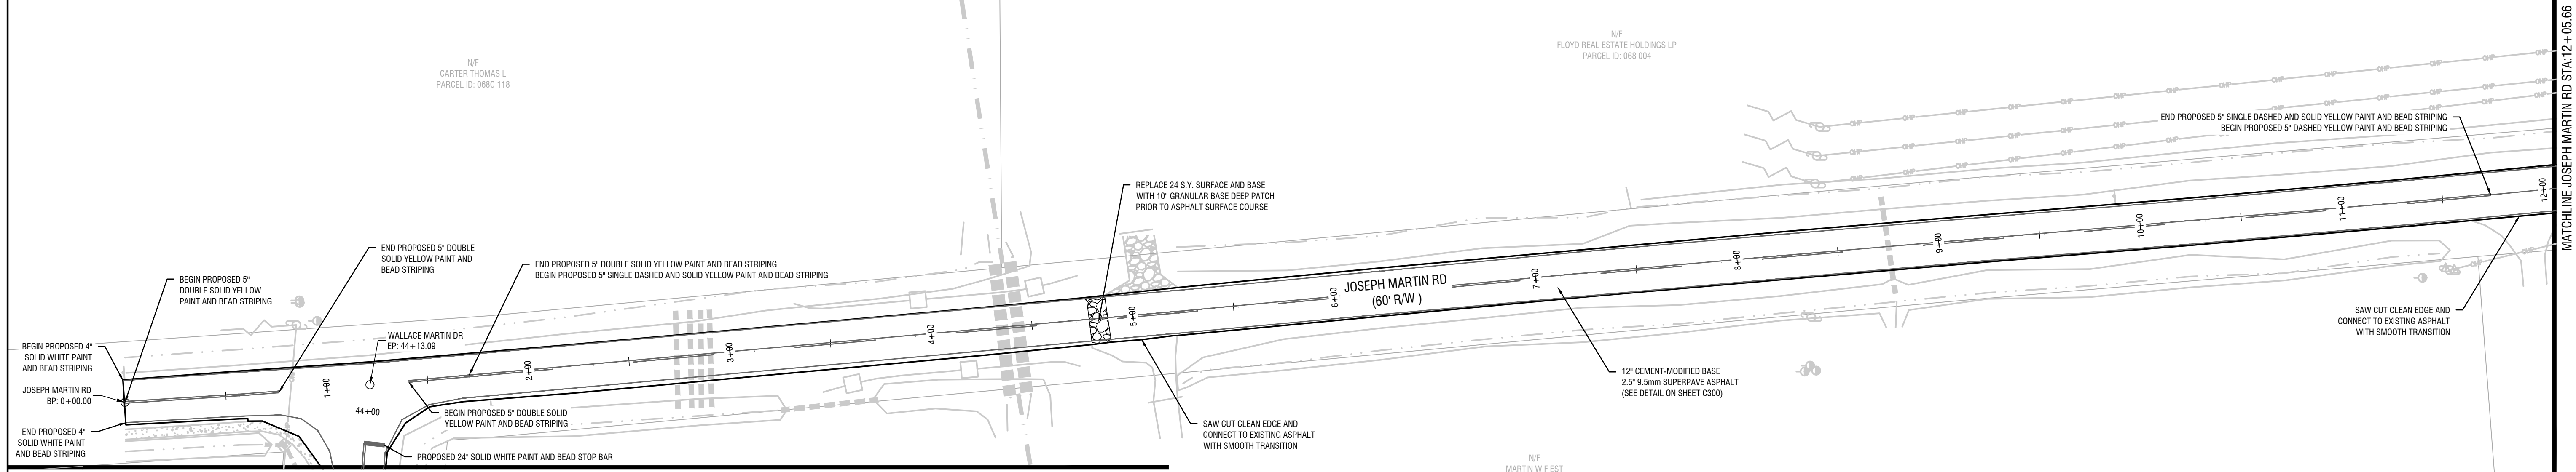 N/F
CARTER THOMAS L
PARCEL ID: 068C 118
N/F
FLOYD REAL ESTATE HOLDINGS LP
PARCEL ID: 068 004
MATCHLINE JOSEPH MARTIN RD STA:12+05.66
END PROPOSED 5" SINGLE DASHED AND SOLID YELLOW PAINT AND BEAD STRIPING
BEGIN PROPOSED 5" DASHED YELLOW PAINT AND BEAD STRIPING
OHP OHP OHP OHP OHP OHP OHP
REPLACE 24 S.Y. SURFACE AND BASE
WITH 10" GRANULAR BASE DEEP PATCH
PRIOR TO ASPHALT SURFACE COURSE
END PROPOSED 5" DOUBLE
SOLID YELLOW PAINT AND
BEAD STRIPING
END PROPOSED 5" DOUBLE SOLID YELLOW PAINT AND BEAD STRIPING
BEGIN PROPOSED 5" SINGLE DASHED AND SOLID YELLOW PAINT AND BEAD STRIPING
BEGIN PROPOSED 5"
DOUBLE SOLID YELLOW
PAINT AND BEAD STRIPING
WALLACE MARTIN DR
EP: 44+13.09
BEGIN PROPOSED 4"
SOLID WHITE PAINT
AND BEAD STRIPING
JOSEPH MARTIN RD
BP: 0+00.00
END PROPOSED 4"
SOLID WHITE PAINT
AND BEAD STRIPING
1+00
2+00
3+00
4+00
5+00
6+00
JOSEPH MARTIN RD
(60' R/W )
7+00
8+00
9+00
10+00
11+00
12+00
44+00
BEGIN PROPOSED 5" DOUBLE SOLID
YELLOW PAINT AND BEAD STRIPING
PROPOSED 24" SOLID WHITE PAINT AND BEAD STOP BAR
SAW CUT CLEAN EDGE AND
CONNECT TO EXISTING ASPHALT
WITH SMOOTH TRANSITION
12" CEMENT-MODIFIED BASE
2.5" 9.5mm SUPERPAVE ASPHALT
(SEE DETAIL ON SHEET C300)
SAW CUT CLEAN EDGE AND
CONNECT TO EXISTING ASPHALT
WITH SMOOTH TRANSITION
N/F
MARTIN W F EST